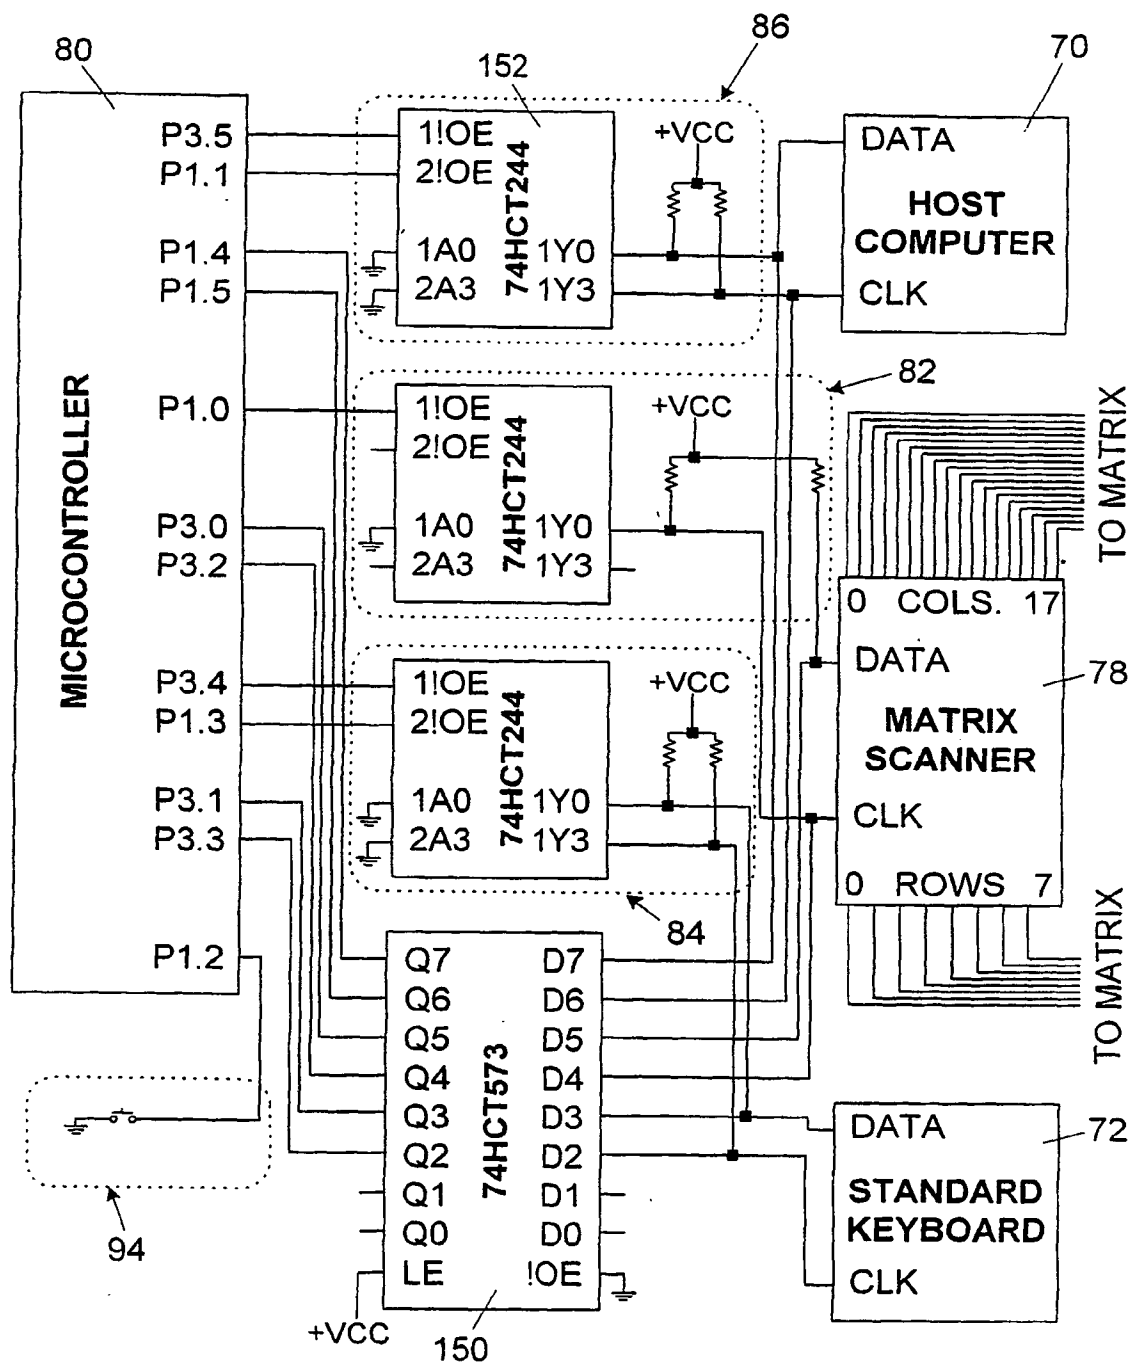 86
80
152
70
MICROCONTROLLER
P3.5
P1.1
P1.4
P1.5
P1.0
P3.0
P3.2
P3.4
P1.3
P3.1
P3.3
P1.2
1!OE
2!OE
1A0
2A3
74HCT244
1Y0
1Y3
+VCC
DATA
HOST
COMPUTER
CLK
82
1!OE
2!OE
1A0
2A3
74HCT244
1Y0
1Y3
+VCC
TO MATRIX
0 COLS. 17
DATA
MATRIX
SCANNER
CLK
0 ROWS 7
78
TO MATRIX
1!OE
2!OE
1A0
2A3
74HCT244
1Y0
1Y3
+VCC
84
Q7
Q6
Q5
Q4
Q3
Q2
Q1
Q0
LE
74HCT573
D7
D6
D5
D4
D3
D2
D1
D0
!OE
+VCC
150
DATA
STANDARD
KEYBOARD
CLK
72
94